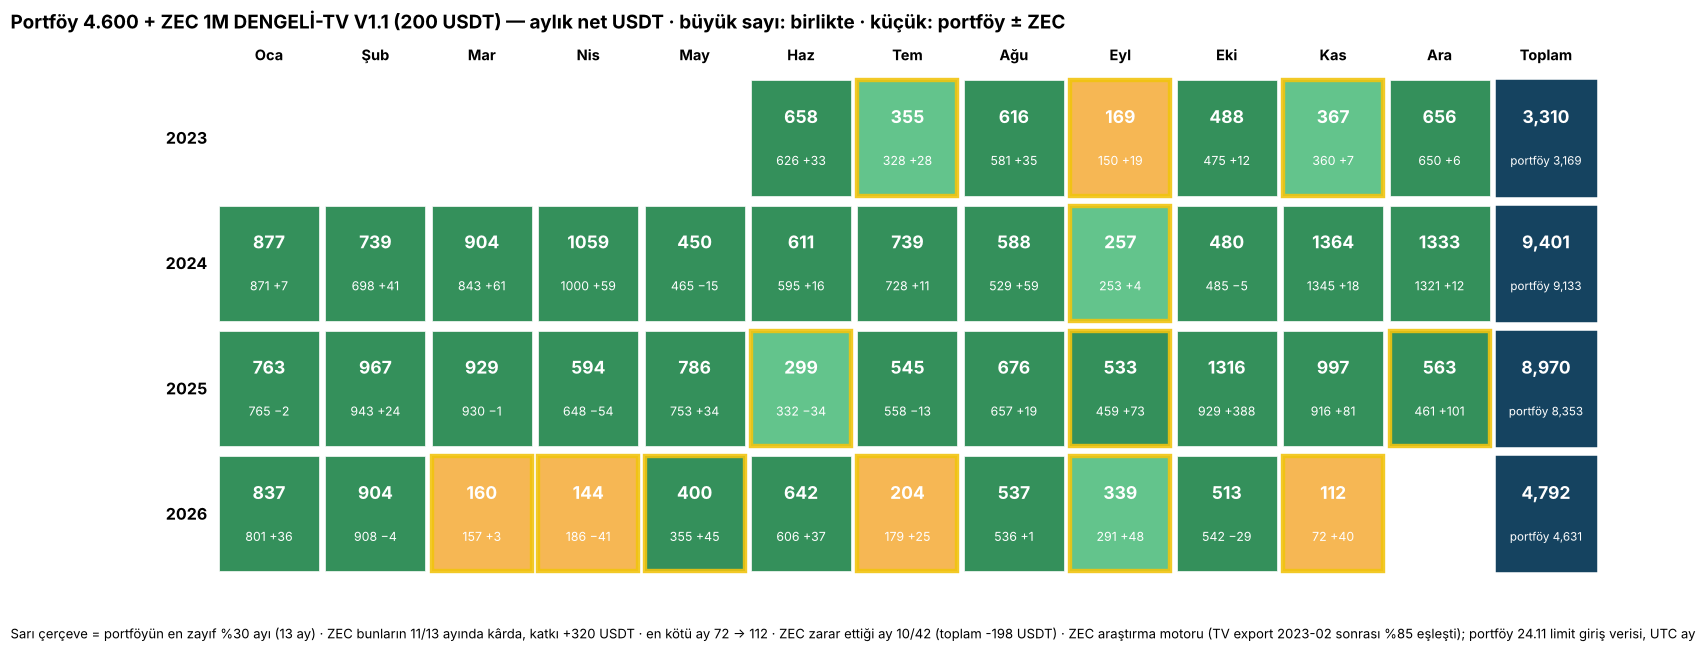 Portföy 4.600 + ZEC 1M DENGELİ-TV V1.1 (200 USDT) — aylık net USDT · büyük sayı: birlikte · küçük: portföy ± ZEC
Oca Şub Mar Nis May Haz Tem Ağu Eyl Eki Kas Ara Toplam
658 355 616 169 488 367 656 3,310
2023
626 +33 328 +28 581 +35 150 +19 475 +12 360 +7 650 +6 portföy 3,169
877 739 904 1059 450 611 739 588 257 480 1364 1333 9,401
2024
871 +7 698 +41 843 +61 1000 +59 465 −15 595 +16 728 +11 529 +59 253 +4 485 −5 1345 +18 1321 +12 portföy 9,133
763 967 929 594 786 299 545 676 533 1316 997 563 8,970
2025
765 −2 943 +24 930 −1 648 −54 753 +34 332 −34 558 −13 657 +19 459 +73 929 +388 916 +81 461 +101 portföy 8,353
837 904 160 144 400 642 204 537 339 513 112 4,792
2026
801 +36 908 −4 157 +3 186 −41 355 +45 606 +37 179 +25 536 +1 291 +48 542 −29 72 +40 portföy 4,631
Sarı çerçeve = portföyün en zayıf %30 ayı (13 ay) · ZEC bunların 11/13 ayında kârda, katkı +320 USDT · en kötü ay 72 → 112 · ZEC zarar ettiği ay 10/42 (toplam -198 USDT) · ZEC araştırma motoru (TV export 2023-02 sonrası %85 eşleşti); portföy 24.11 limit giriş verisi, UTC ay